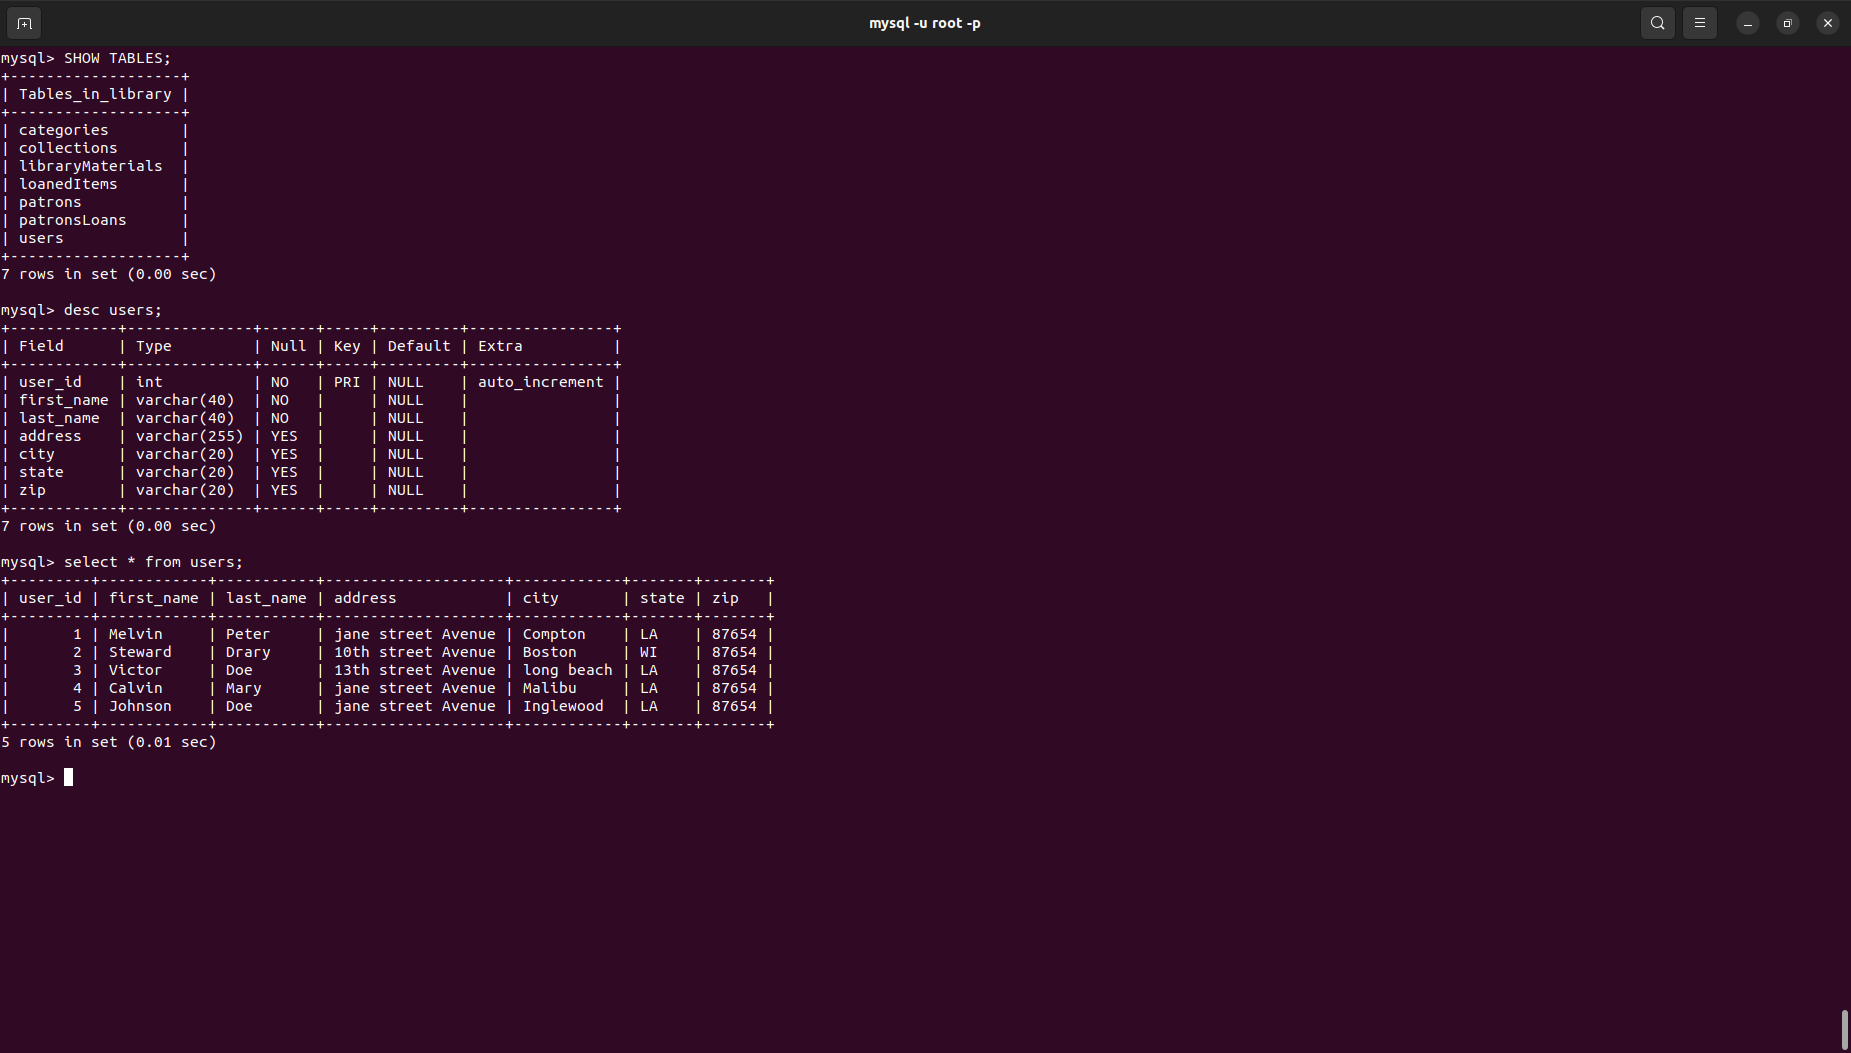 mysql -u root -p
mysql> SHOW TABLES;
+-------------------+
| Tables_in_library |
+-------------------+
| categories        |
| collections       |
| libraryMaterials  |
| loanedItems       |
| patrons           |
| patronsLoans      |
| users             |
+-------------------+
7 rows in set (0.00 sec)

mysql> desc users;
+------------+--------------+------+-----+---------+----------------+
| Field      | Type         | Null | Key | Default | Extra          |
+------------+--------------+------+-----+---------+----------------+
| user_id    | int          | NO   | PRI | NULL    | auto_increment |
| first_name | varchar(40)  | NO   |     | NULL    |                |
| last_name  | varchar(40)  | NO   |     | NULL    |                |
| address    | varchar(255) | YES  |     | NULL    |                |
| city       | varchar(20)  | YES  |     | NULL    |                |
| state      | varchar(20)  | YES  |     | NULL    |                |
| zip        | varchar(20)  | YES  |     | NULL    |                |
+------------+--------------+------+-----+---------+----------------+
7 rows in set (0.00 sec)

mysql> select * from users;
+---------+------------+-----------+--------------------+------------+-------+-------+
| user_id | first_name | last_name | address            | city       | state | zip   |
+---------+------------+-----------+--------------------+------------+-------+-------+
|       1 | Melvin     | Peter     | jane street Avenue | Compton    | LA    | 87654 |
|       2 | Steward    | Drary     | 10th street Avenue | Boston     | WI    | 87654 |
|       3 | Victor     | Doe       | 13th street Avenue | long beach | LA    | 87654 |
|       4 | Calvin     | Mary      | jane street Avenue | Malibu     | LA    | 87654 |
|       5 | Johnson    | Doe       | jane street Avenue | Inglewood  | LA    | 87654 |
+---------+------------+-----------+--------------------+------------+-------+-------+
5 rows in set (0.01 sec)

mysql>